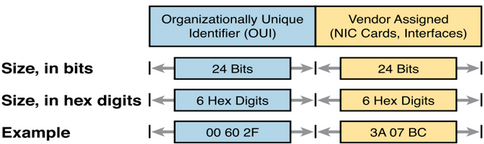 Organizationally Unique
Identifier (OUI)
Vendor Assigned
(NIC Cards, Interfaces)
Size, in bits
24 Bits
24 Bits
Size, in hex digits
6 Hex Digits
6 Hex Digits
Example
00 60 2F
3A 07 BC